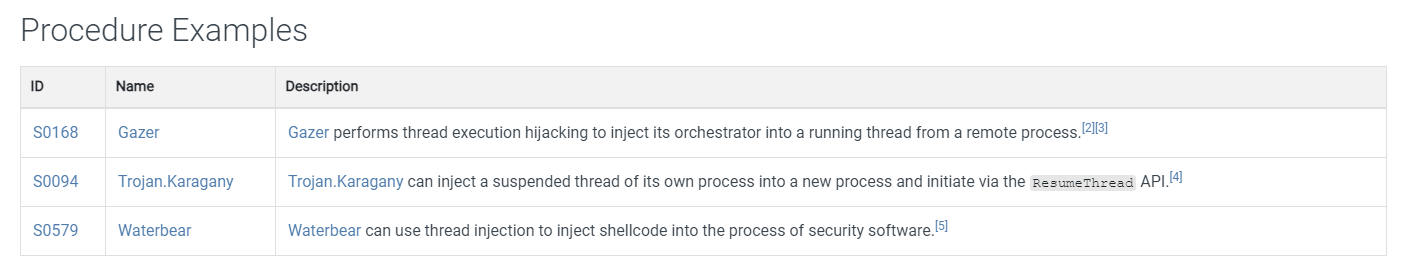 Procedure Examples
ID Name Description
S0168 Gazer Gazer performs thread execution hijacking to inject its orchestrator into a running thread from a remote process.[2][3]
S0094 Trojan.Karagany Trojan.Karagany can inject a suspended thread of its own process into a new process and initiate via the ResumeThread API.[4]
S0579 Waterbear Waterbear can use thread injection to inject shellcode into the process of security software.[5]